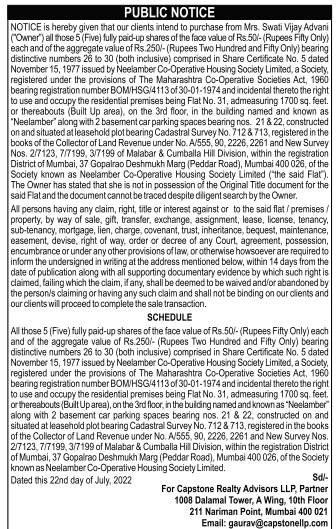 PUBLIC NOTICE
NOTICE is hereby given that our clients intend to purchase from Mrs. Swati Vijay Advani
("Owner") all those 5 (Five) fully paid-up shares of the face value of Rs.50/- (Rupees Fifty Only)
each and of the aggregate value of Rs.250/- (Rupees Two Hundred and Fifty Only) bearing
distinctive numbers 26 to 30 (both inclusive) comprised in Share Certificate No. 5 dated
November 15, 1977 issued by Neelamber Co-Operative Housing Society Limited, a Society,
registered under the provisions of The Maharashtra Co-Operative Societies Act, 1960
bearing registration number BOM/HSG/4113 of 30-01-1974 and incidental thereto the right
to use and occupy the residential premises being Flat No. 31, admeasuring 1700 sq. feet.
or thereabouts (Built Up area), on the 3rd floor, in the building named and known as
"Neelamber" along with 2 basement car parking spaces bearing nos. 21 & 22, constructed
on and situated at leasehold plot bearing Cadastral Survey No. 712 & 713, registered in the
books of the Collector of Land Revenue under No. A/555, 90, 2226, 2261 and New Survey
Nos. 2/7123, 7/7199, 3/7199 of Malabar & Cumballa Hill Division, within the registration
District of Mumbai, 37 Gopalrao Deshmukh Marg (Peddar Road), Mumbai 400 026, of the
Society known as Neelamber Co-Operative Housing Society Limited ("the said Flat").
The Owner has stated that she is not in possession of the Original Title document for the
said Flat and the document cannot be traced despite diligent search by the Owner.
All persons having any claim, right, title or interest against or to the said flat / premises /
property, by way of sale, gift, transfer, exchange, assignment, lease, license, tenancy,
sub-tenancy, mortgage, lien, charge, covenant, trust, inheritance, bequest, maintenance,
easement, devise, right of way, order or decree of any Court, agreement, possession,
encumbrance or under any other provisions of law, or otherwise howsoever are required to
inform the undersigned in writing at the address mentioned below, within 14 days from the
date of publication along with all supporting documentary evidence by which such right is
claimed, failing which the claim, if any, shall be deemed to be waived and/or abandoned by
the person/s claiming or having any such claim and shall not be binding on our clients and
our clients will proceed to complete the sale transaction.
SCHEDULE
All those 5 (Five) fully paid-up shares of the face value of Rs.50/- (Rupees Fifty Only) each
and of the aggregate value of Rs.250/- (Rupees Two Hundred and Fifty Only) bearing
distinctive numbers 26 to 30 (both inclusive) comprised in Share Certificate No. 5 dated
November 15, 1977 issued by Neelamber Co-Operative Housing Society Limited, a Society,
registered under the provisions of The Maharashtra Co-Operative Societies Act, 1960
bearing registration number BOM/HSG/4113 of 30-01-1974 and incidental thereto the right
to use and occupy the residential premises being Flat No. 31, admeasuring 1700 sq. feet.
or thereabouts (Built Up area), on the 3rd floor, in the building named and known as "Neelamber"
along with 2 basement car parking spaces bearing nos. 21 & 22, constructed on and
situated at leasehold plot bearing Cadastral Survey No. 712 & 713, registered in the books
of the Collector of Land Revenue under No. A/555, 90, 2226, 2261 and New Survey Nos.
2/7123, 7/7199, 3/7199 of Malabar & Cumballa Hill Division, within the registration District
of Mumbai, 37 Gopalrao Deshmukh Marg (Peddar Road), Mumbai 400 026, of the Society
known as Neelamber Co-Operative Housing Society Limited.
Dated this 22nd day of July, 2022
Sd/-
For Capstone Realty Advisors LLP, Partner
1008 Dalamal Tower, A Wing, 10th Floor
211 Nariman Point, Mumbai 400 021
Email: gaurav@capstonellp.com